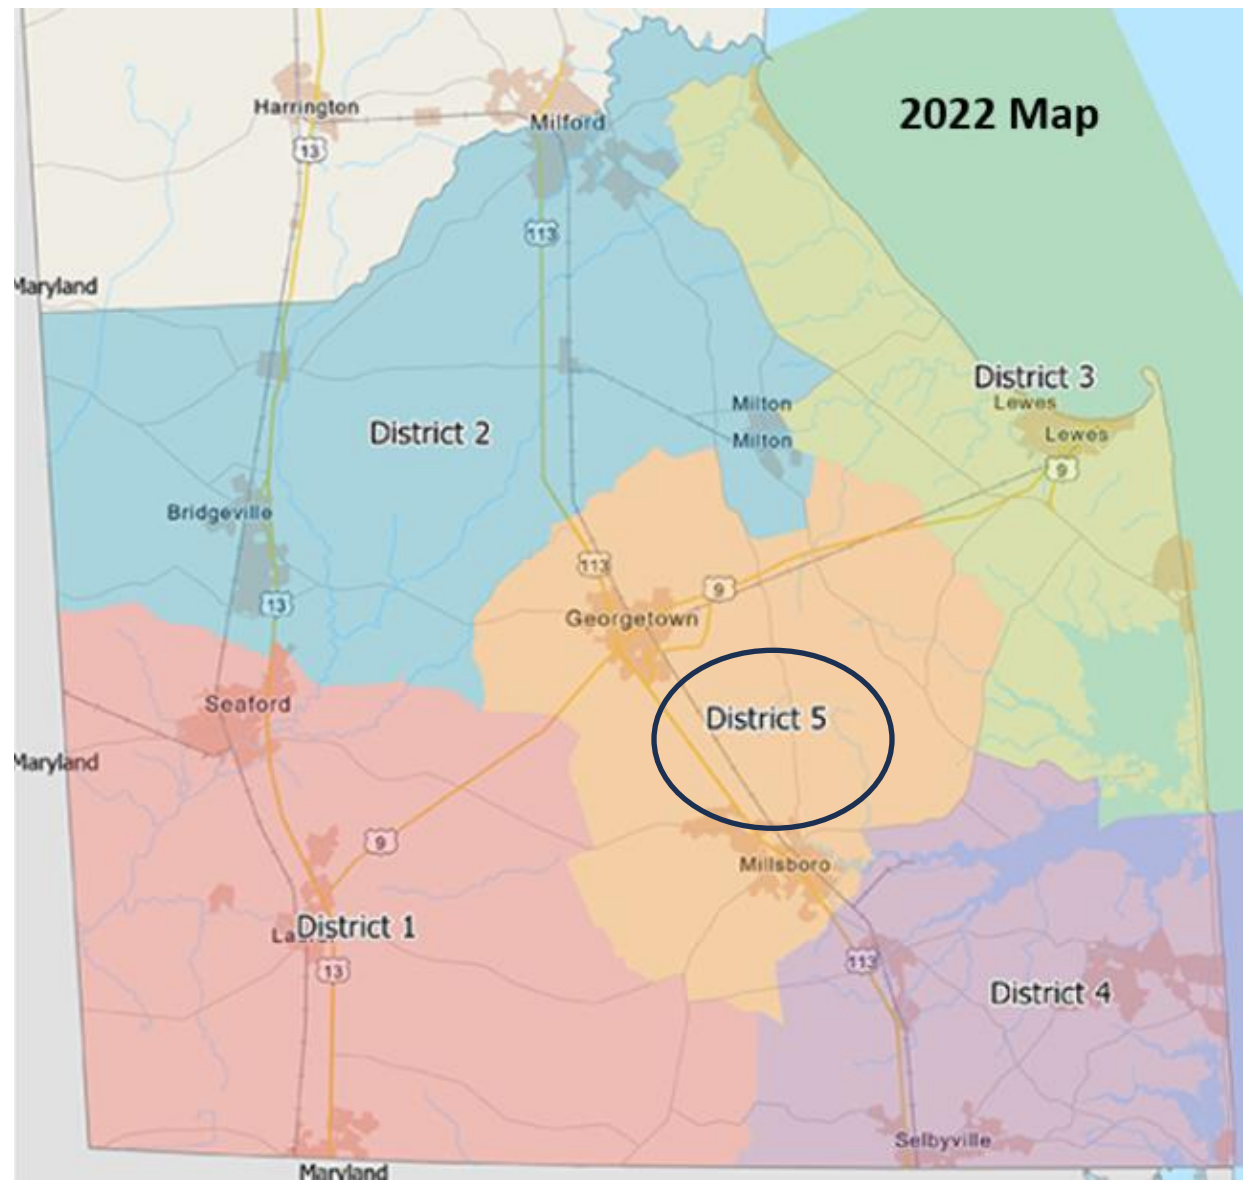 2022 Map
Harrington
Milford
13
113
Maryland
District 3
Lewes
Lewes
9
Milton
Milton
District 2
Bridgeville
113
9
13
Georgetown
Seaford
District 5
Maryland
9
Millsboro
District 1
113
13
District 4
Selbyville
Maryland